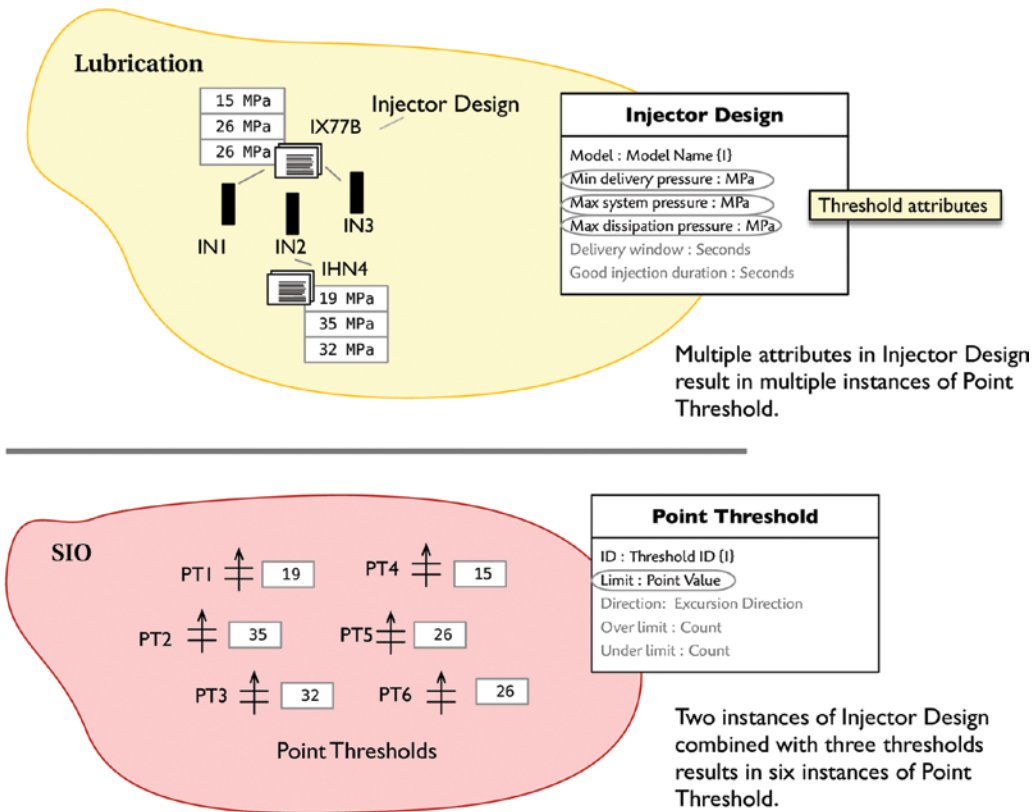 Lubrication
15 MPa
26 MPa
26 MPa
Injector Design
IX77B
IN1
IN2
IN3
IHN4
19 MPa
35 MPa
32 MPa
Injector Design
Model : Model Name {I}
Min delivery pressure : MPa
Max system pressure : MPa
Max dissipation pressure : MPa
Delivery window : Seconds
Good injection duration : Seconds
Threshold attributes
Multiple attributes in Injector Design
result in multiple instances of Point
Threshold.
SIO
PT1
19
PT4
15
PT2
35
PT5
26
PT3
32
PT6
26
Point Thresholds
Point Threshold
ID : Threshold ID {I}
Limit : Point Value
Direction: Excursion Direction
Over limit : Count
Under limit : Count
Two instances of Injector Design
combined with three thresholds
results in six instances of Point
Threshold.